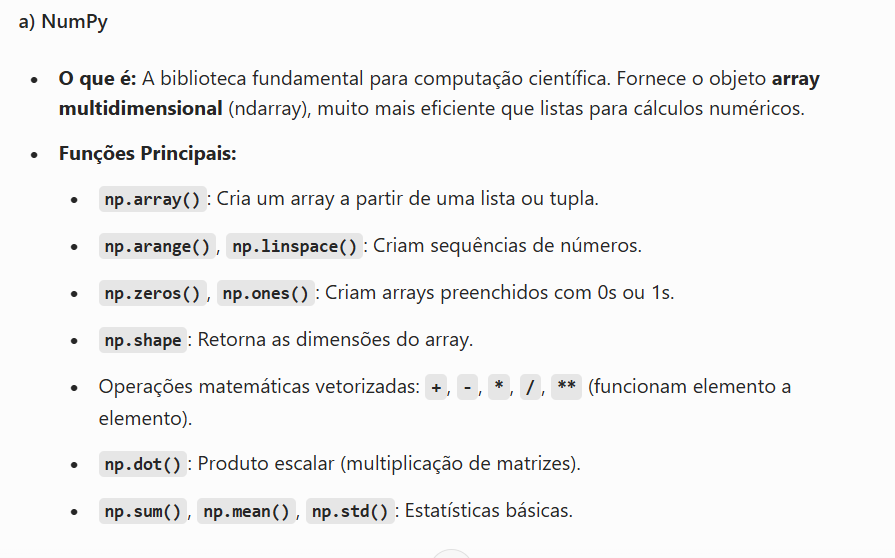 a) NumPy
• O que é: A biblioteca fundamental para computação científica. Fornece o objeto array
multidimensional (ndarray), muito mais eficiente que listas para cálculos numéricos.
• Funções Principais:
• np.array(): Cria um array a partir de uma lista ou tupla.
• np.arange(), np.linspace(): Criam sequências de números.
• np.zeros(), np.ones(): Criam arrays preenchidos com 0s ou 1s.
• np.shape: Retorna as dimensões do array.
• Operações matemáticas vetorizadas: +, -, *, /, ** (funcionam elemento a
elemento).
• np.dot(): Produto escalar (multiplicação de matrizes).
• np.sum(), np.mean(), np.std(): Estatísticas básicas.